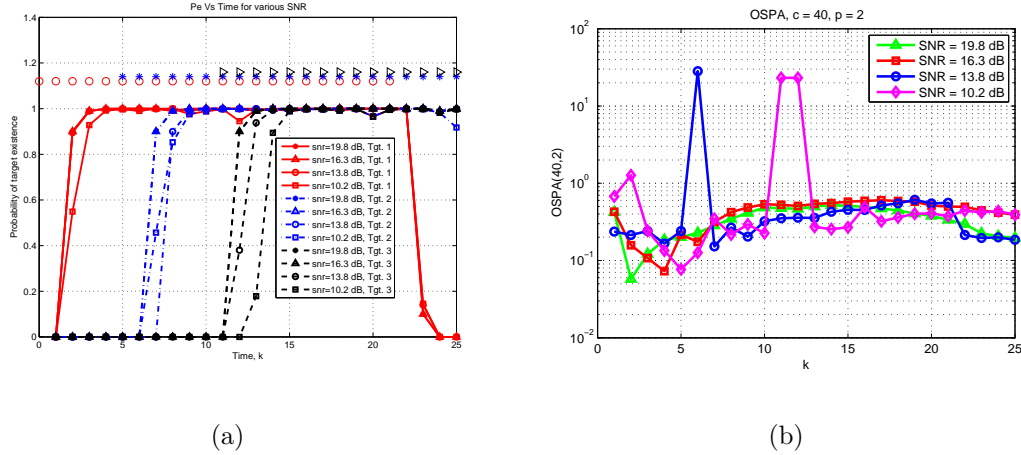 Pe Vs Time for various SNR
Probability of target existence
1.4
1.2
1
0.8
0.6
0.4
0.2
0
0 5 10 15 20 25
Time, k
snr=19.8 dB, Tgt. 1
snr=16.3 dB, Tgt. 1
snr=13.8 dB, Tgt. 1
snr=10.2 dB, Tgt. 1
snr=19.8 dB, Tgt. 2
snr=16.3 dB, Tgt. 2
snr=13.8 dB, Tgt. 2
snr=10.2 dB, Tgt. 2
snr=19.8 dB, Tgt. 3
snr=16.3 dB, Tgt. 3
snr=13.8 dB, Tgt. 3
snr=10.2 dB, Tgt. 3
(a)
OSPA, c = 40, p = 2
OSPA(40,2)
10^2
10^1
10^0
10^-1
10^-2
0 5 10 15 20 25
k
SNR = 19.8 dB
SNR = 16.3 dB
SNR = 13.8 dB
SNR = 10.2 dB
(b)